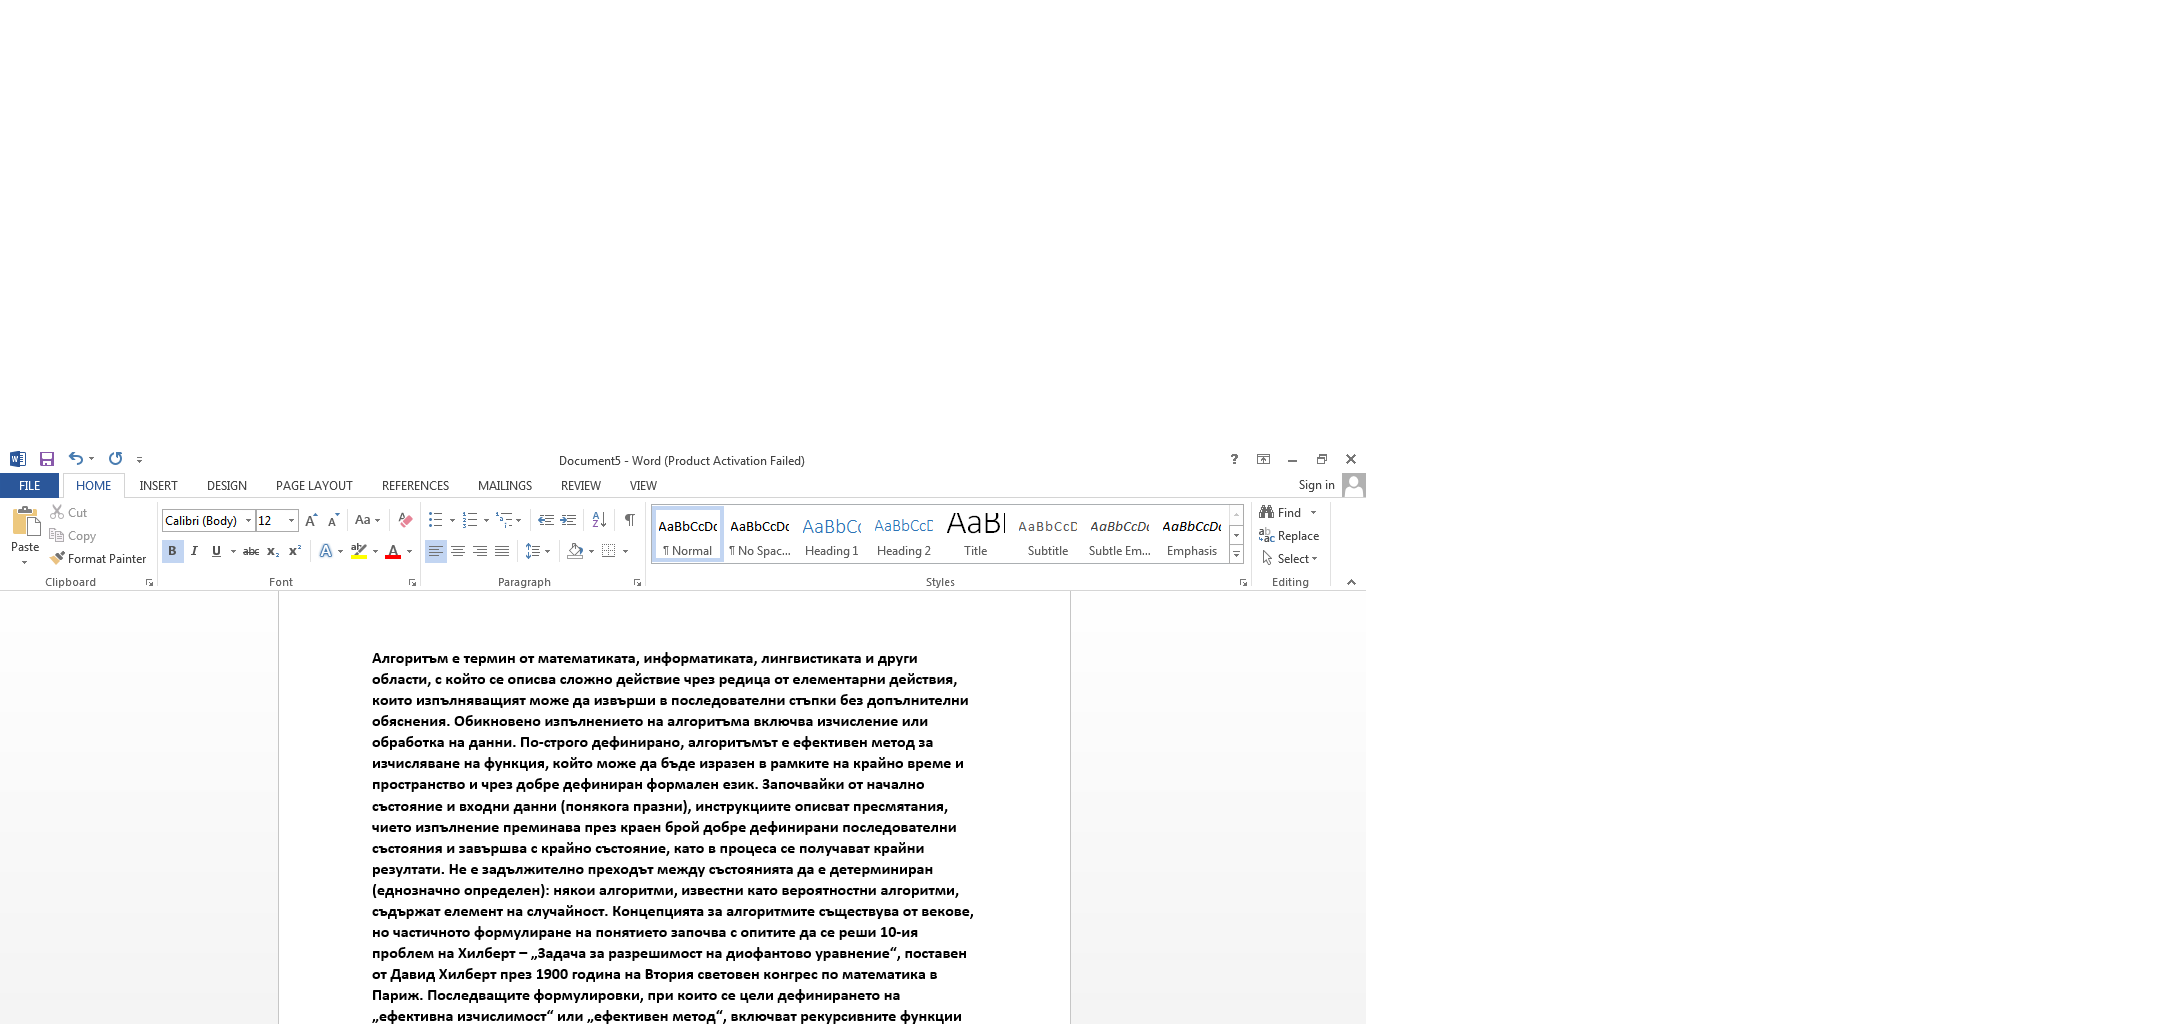 Document5 - Word (Product Activation Failed)
?
FILE HOME INSERT DESIGN PAGE LAYOUT REFERENCES MAILINGS REVIEW VIEW Sign in
Paste
Cut
Copy
Format Painter
Clipboard
Calibri (Body) 12
Aa
B I U abc x₂ x² A ab A
Font
Paragraph
AaBbCcDc AaBbCcDc AaBbCc AaBbCcD AaBl AaBbCcD AaBbCcDc AaBbCcDc
¶ Normal ¶ No Spac... Heading 1 Heading 2 Title Subtitle Subtle Em... Emphasis
Styles
Find
Replace
Select
Editing
Алгоритъм е термин от математиката, информатиката, лингвистиката и други
области, с който се описва сложно действие чрез редица от елементарни действия,
които изпълняващият може да извърши в последователни стъпки без допълнителни
обяснения. Обикновено изпълнението на алгоритъма включва изчисление или
обработка на данни. По-строго дефинирано, алгоритъмът е ефективен метод за
изчисляване на функция, който може да бъде изразен в рамките на крайно време и
пространство и чрез добре дефиниран формален език. Започвайки от начално
състояние и входни данни (понякога празни), инструкциите описват пресмятания,
чието изпълнение преминава през краен брой добре дефинирани последователни
състояния и завършва с крайно състояние, като в процеса се получават крайни
резултати. Не е задължително преходът между състоянията да е детерминиран
(еднозначно определен): някои алгоритми, известни като вероятностни алгоритми,
съдържат елемент на случайност. Концепцията за алгоритмите съществува от векове,
но частичното формулиране на понятието започва с опитите да се реши 10-ия
проблем на Хилберт – „Задача за разрешимост на диофантово уравнение“, поставен
от Давид Хилберт през 1900 година на Втория световен конгрес по математика в
Париж. Последващите формулировки, при които се цели дефинирането на
„ефективна изчислимост“ или „ефективен метод“, включват рекурсивните функции